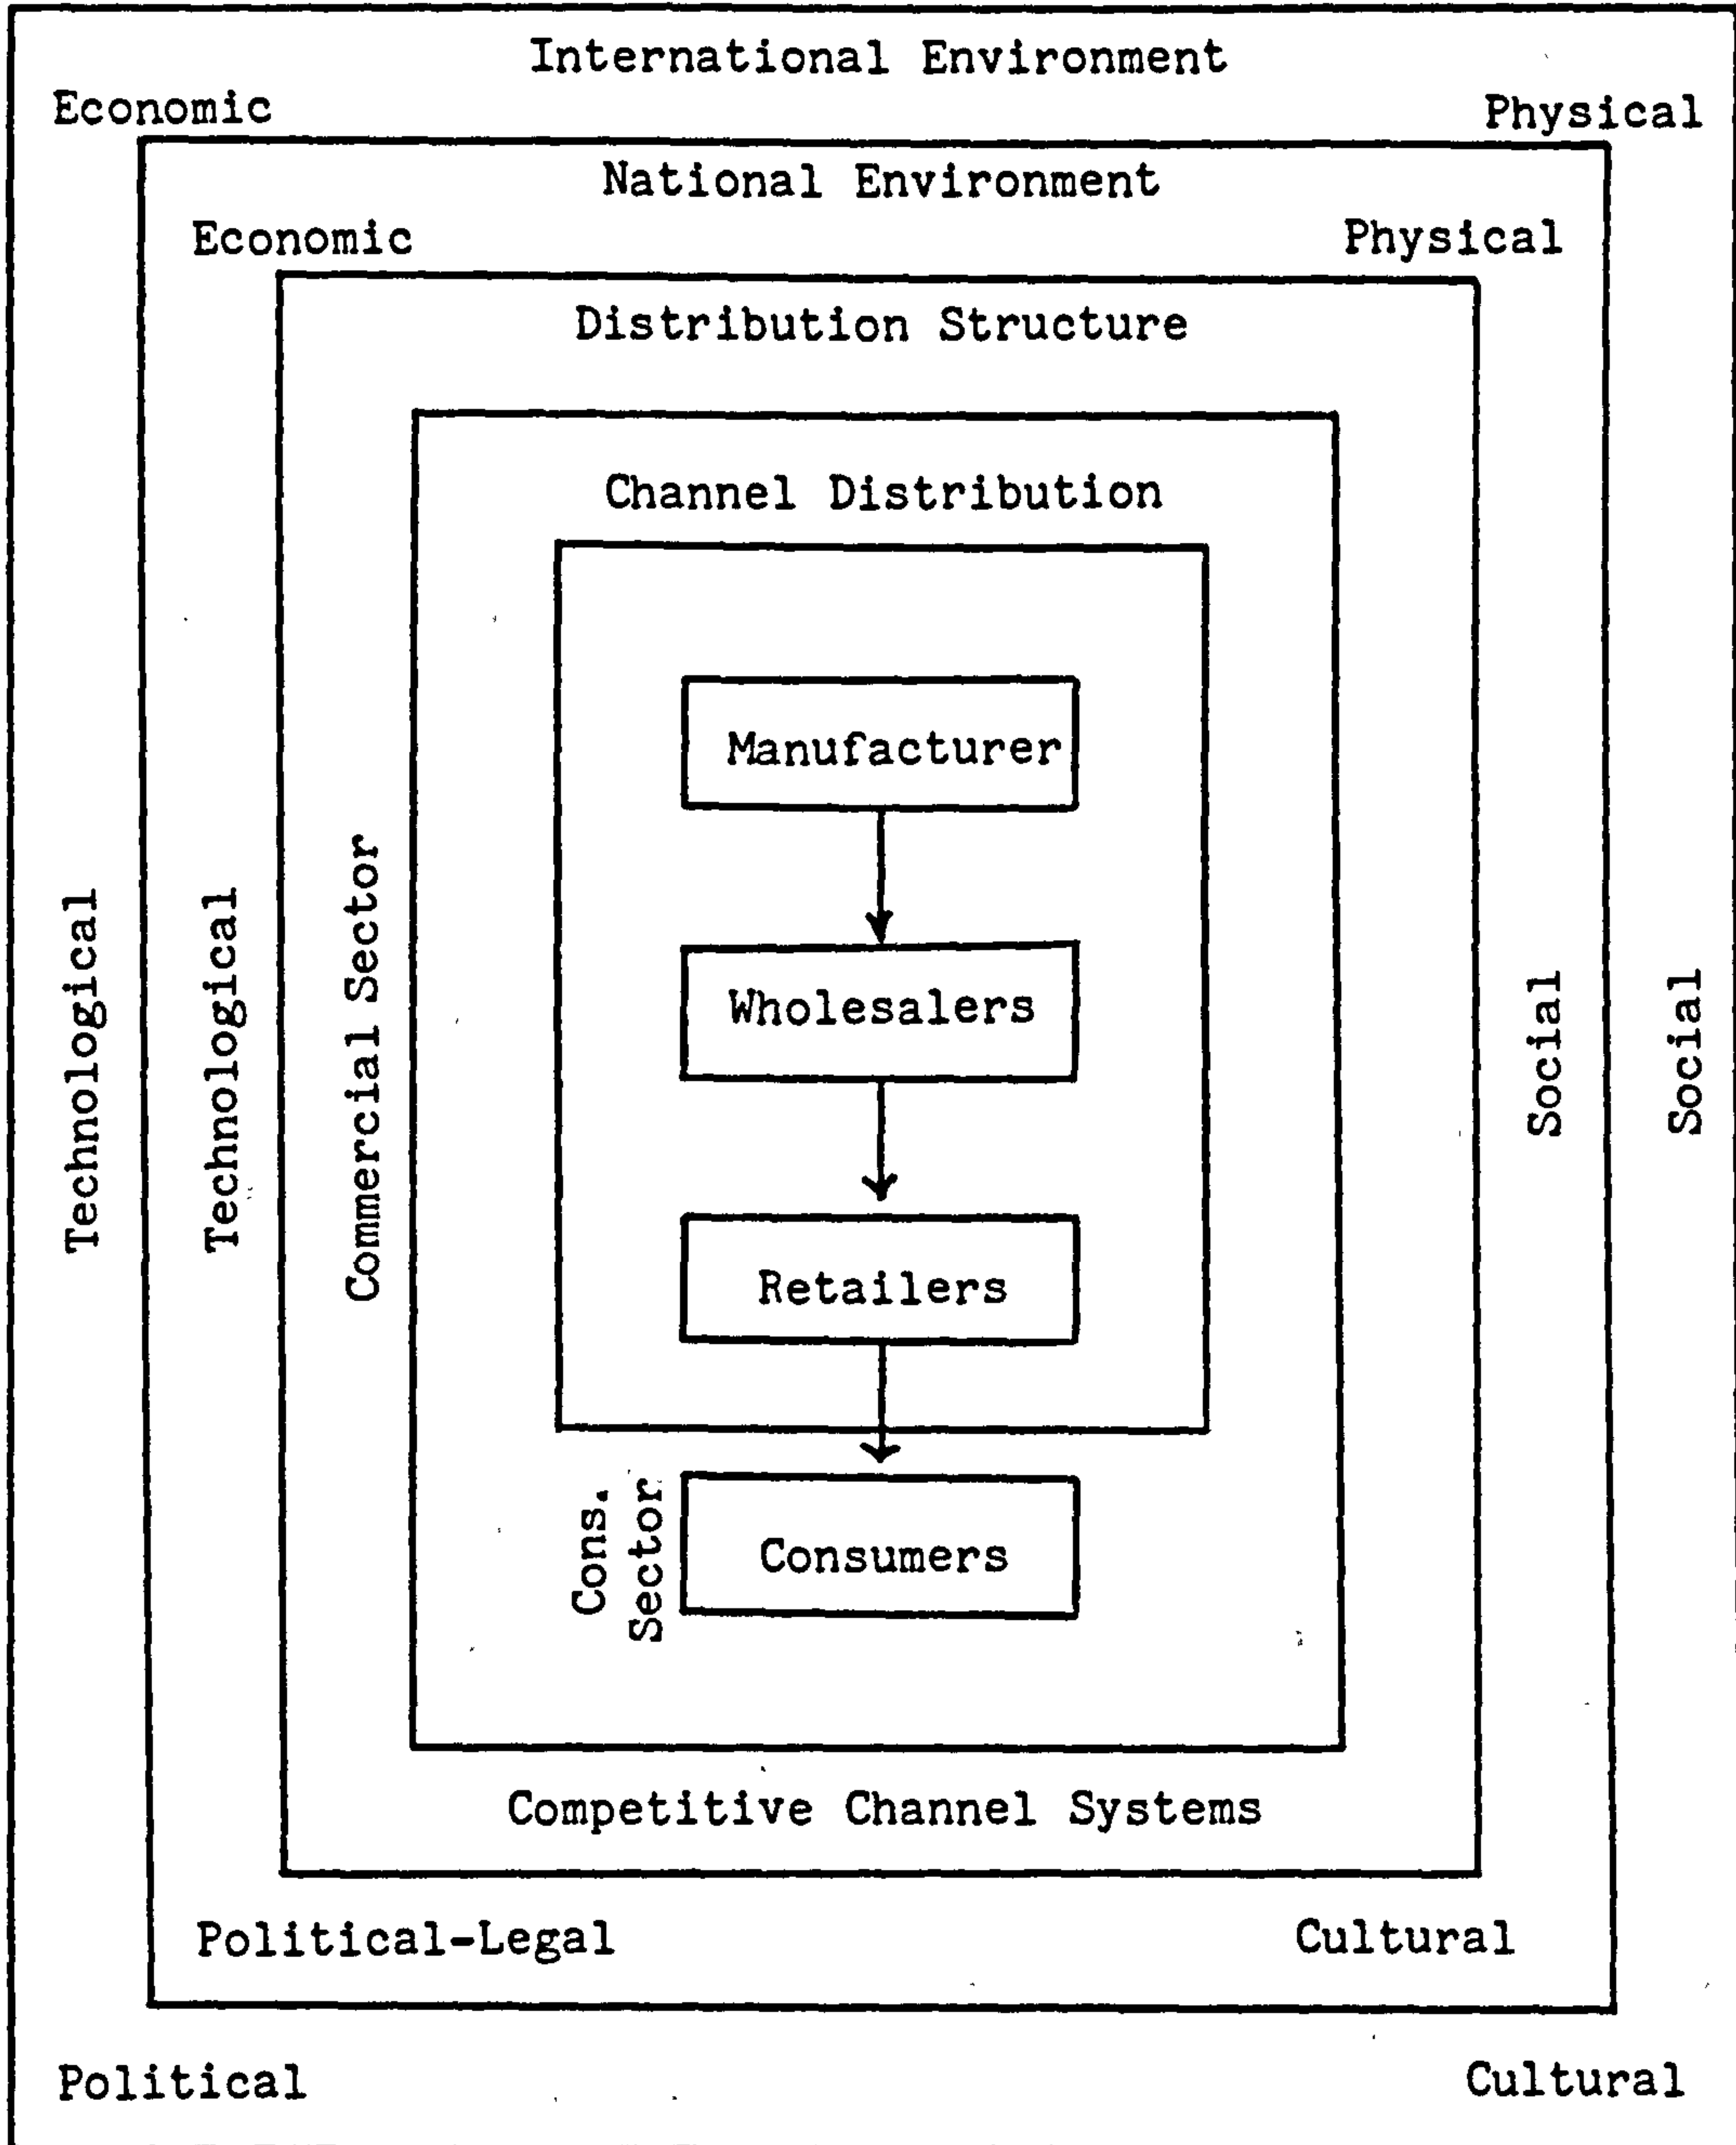 International Environment
Economic
Physical
National Environment
Economic
Physical
Distribution Structure
Channel Distribution
Manufacturer
Wholesalers
Retailers
Consumers
Technological
Technological
Commercial Sector
Cons.
Sector
Social
Social
Competitive Channel Systems
Political-Legal
Cultural
Political
Cultural